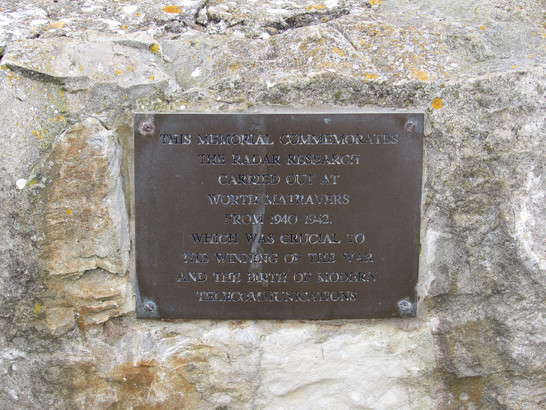 THIS MEMORIAL COMMEMORATES
THE RADAR RESEARCH
CARRIED OUT AT
WORTH MATRAVERS
FROM 1940-1942.
WHICH WAS CRUCIAL TO
THE WINNING OF THE WAR
AND THE BIRTH OF MODERN
TELECOMMUNICATIONS